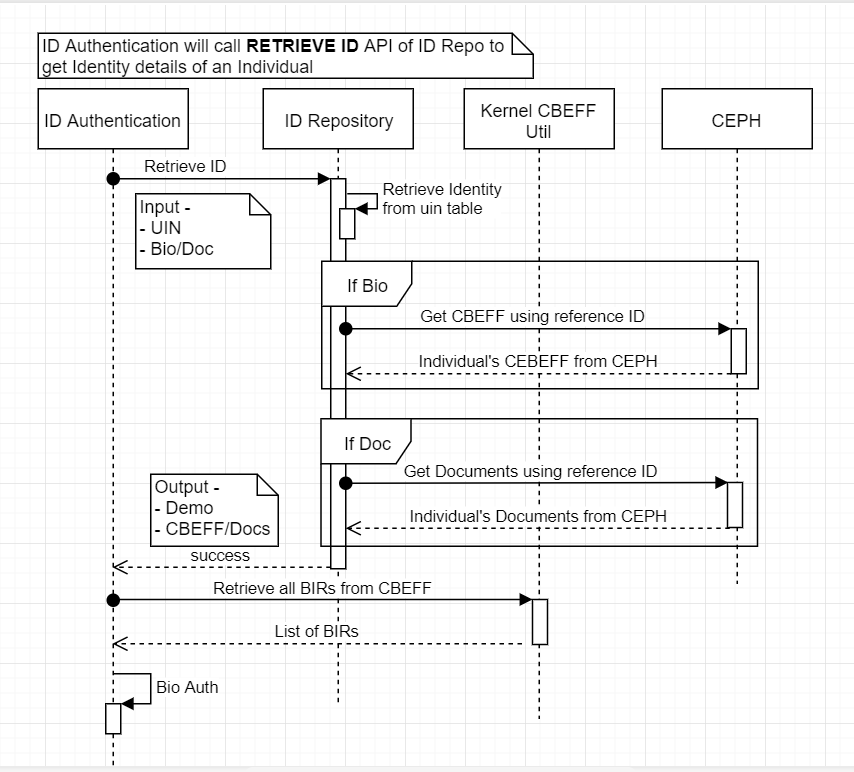 ID Authentication will call RETRIEVE ID API of ID Repo to
get Identity details of an Individual
ID Authentication
ID Repository
Kernel CBEFF
Util
CEPH
Retrieve ID
Retrieve Identity
from uin table
Input -
- UIN
- Bio/Doc
If Bio
Get CBEFF using reference ID
Individual's CEBEFF from CEPH
If Doc
Get Documents using reference ID
Output -
- Demo
- CBEFF/Docs
Individual's Documents from CEPH
success
Retrieve all BIRs from CBEFF
List of BIRs
Bio Auth